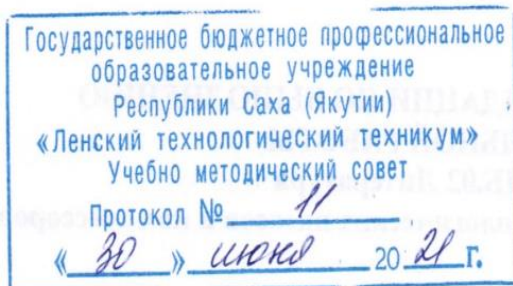 Государственное бюджетное профессиональное
образовательное учреждение
Республики Саха (Якутии)
«Ленский технологический техникум»
Учебно методический совет
Протокол № 11
« 30 » июня 20 21 г.